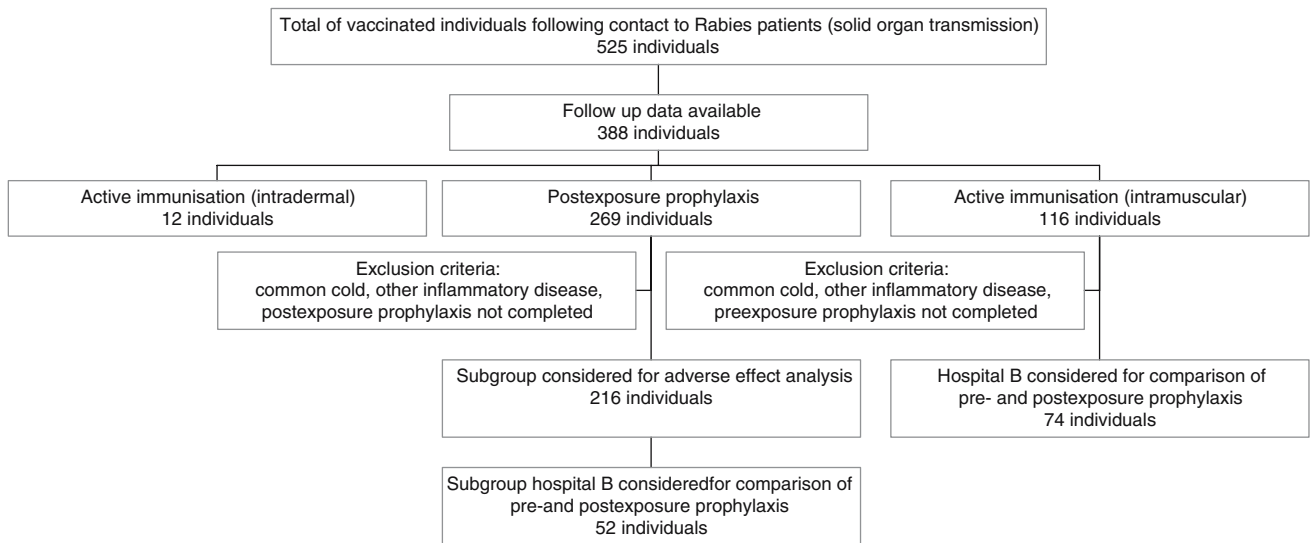 Total of vaccinated individuals following contact to Rabies patients (solid organ transmission)
525 individuals
Follow up data available
388 individuals
Active immunisation (intradermal)
12 individuals
Postexposure prophylaxis
269 individuals
Active immunisation (intramuscular)
116 individuals
Exclusion criteria:
common cold, other inflammatory disease,
postexposure prophylaxis not completed
Exclusion criteria:
common cold, other inflammatory disease,
preexposure prophylaxis not completed
Subgroup considered for adverse effect analysis
216 individuals
Hospital B considered for comparison of
pre- and postexposure prophylaxis
74 individuals
Subgroup hospital B consideredfor comparison of
pre-and postexposure prophylaxis
52 individuals